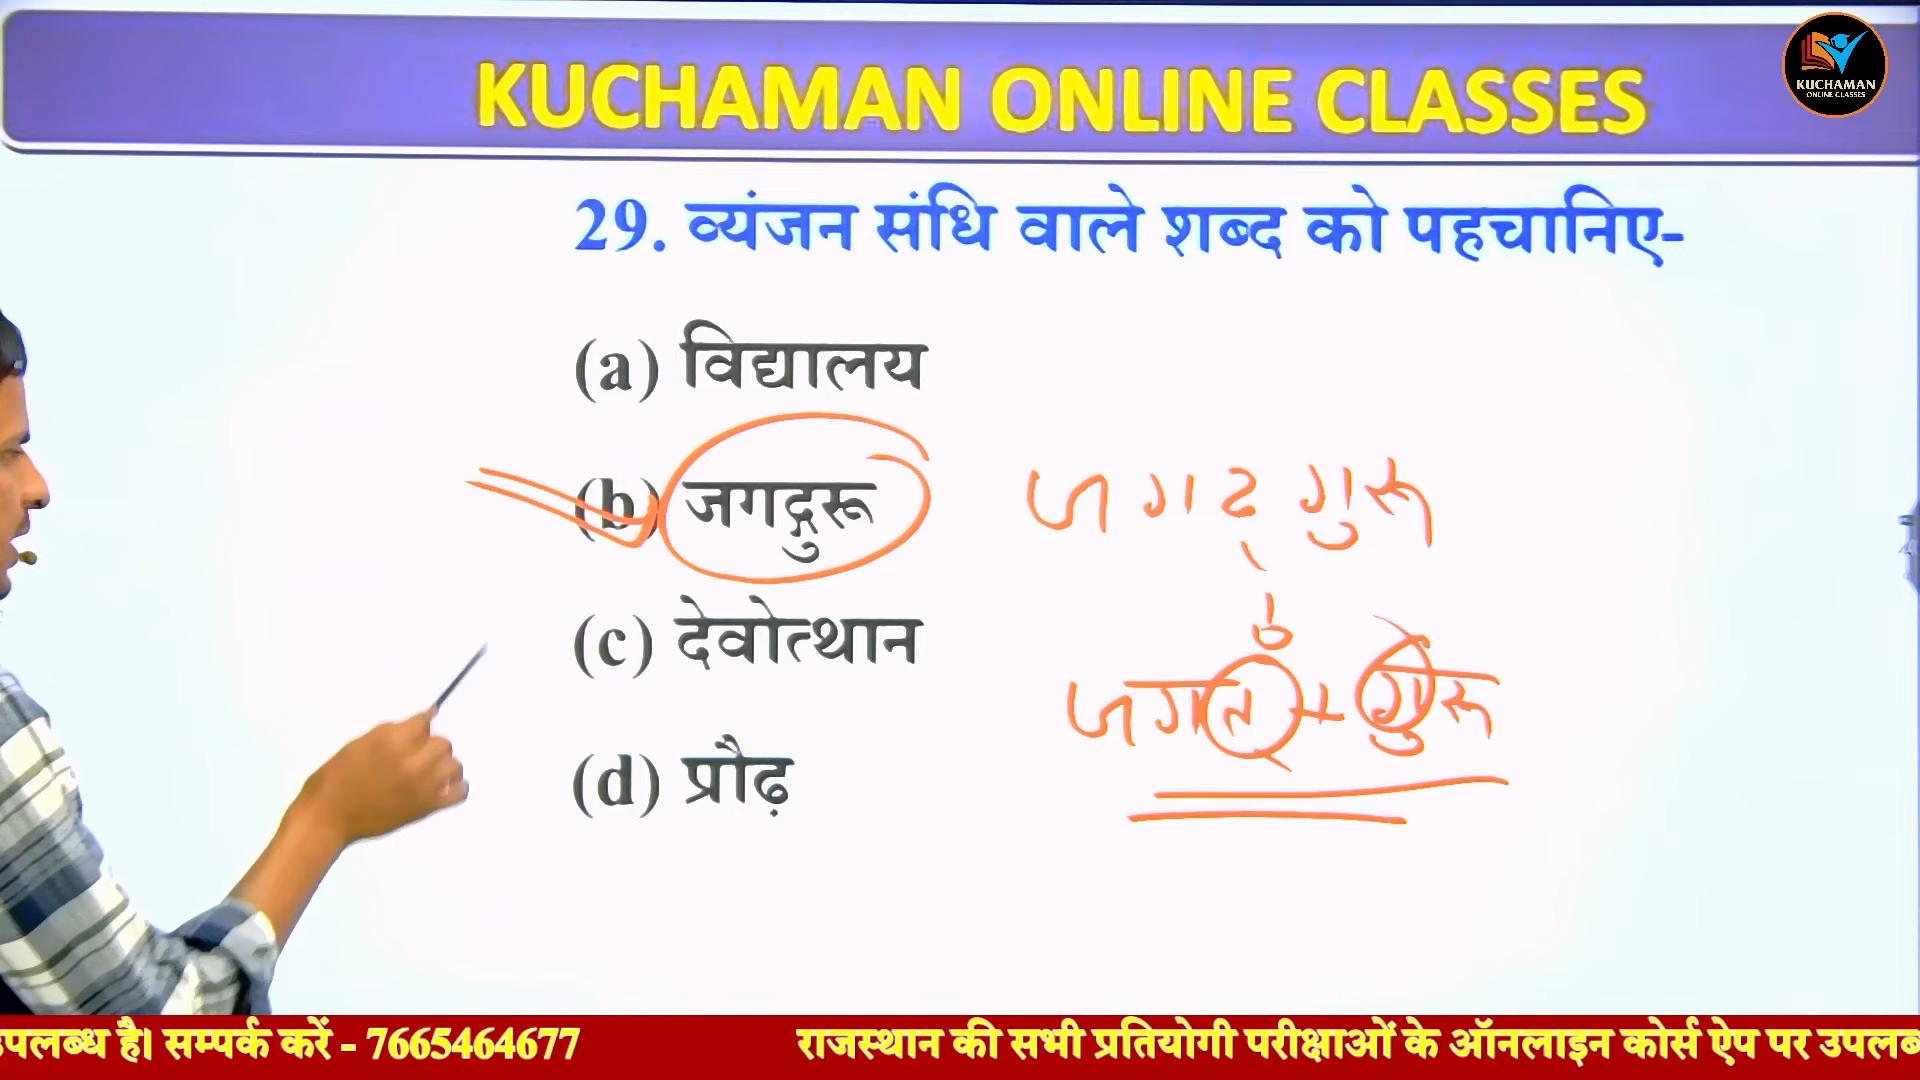 KUCHAMAN ONLINE CLASSES
KUCHAMAN
ONLINE CLASSES
29. व्यंजन संधि वाले शब्द को पहचानिए-
(a) विद्यालय
(b) जगद्गुरू
जगद् गुरू
(c) देवोत्थान
जगत् + गुरू
(d) प्रौढ़
उपलब्ध है। सम्पर्क करें - 7665464677
राजस्थान की सभी प्रतियोगी परीक्षाओं के ऑनलाइन कोर्स ऐप पर